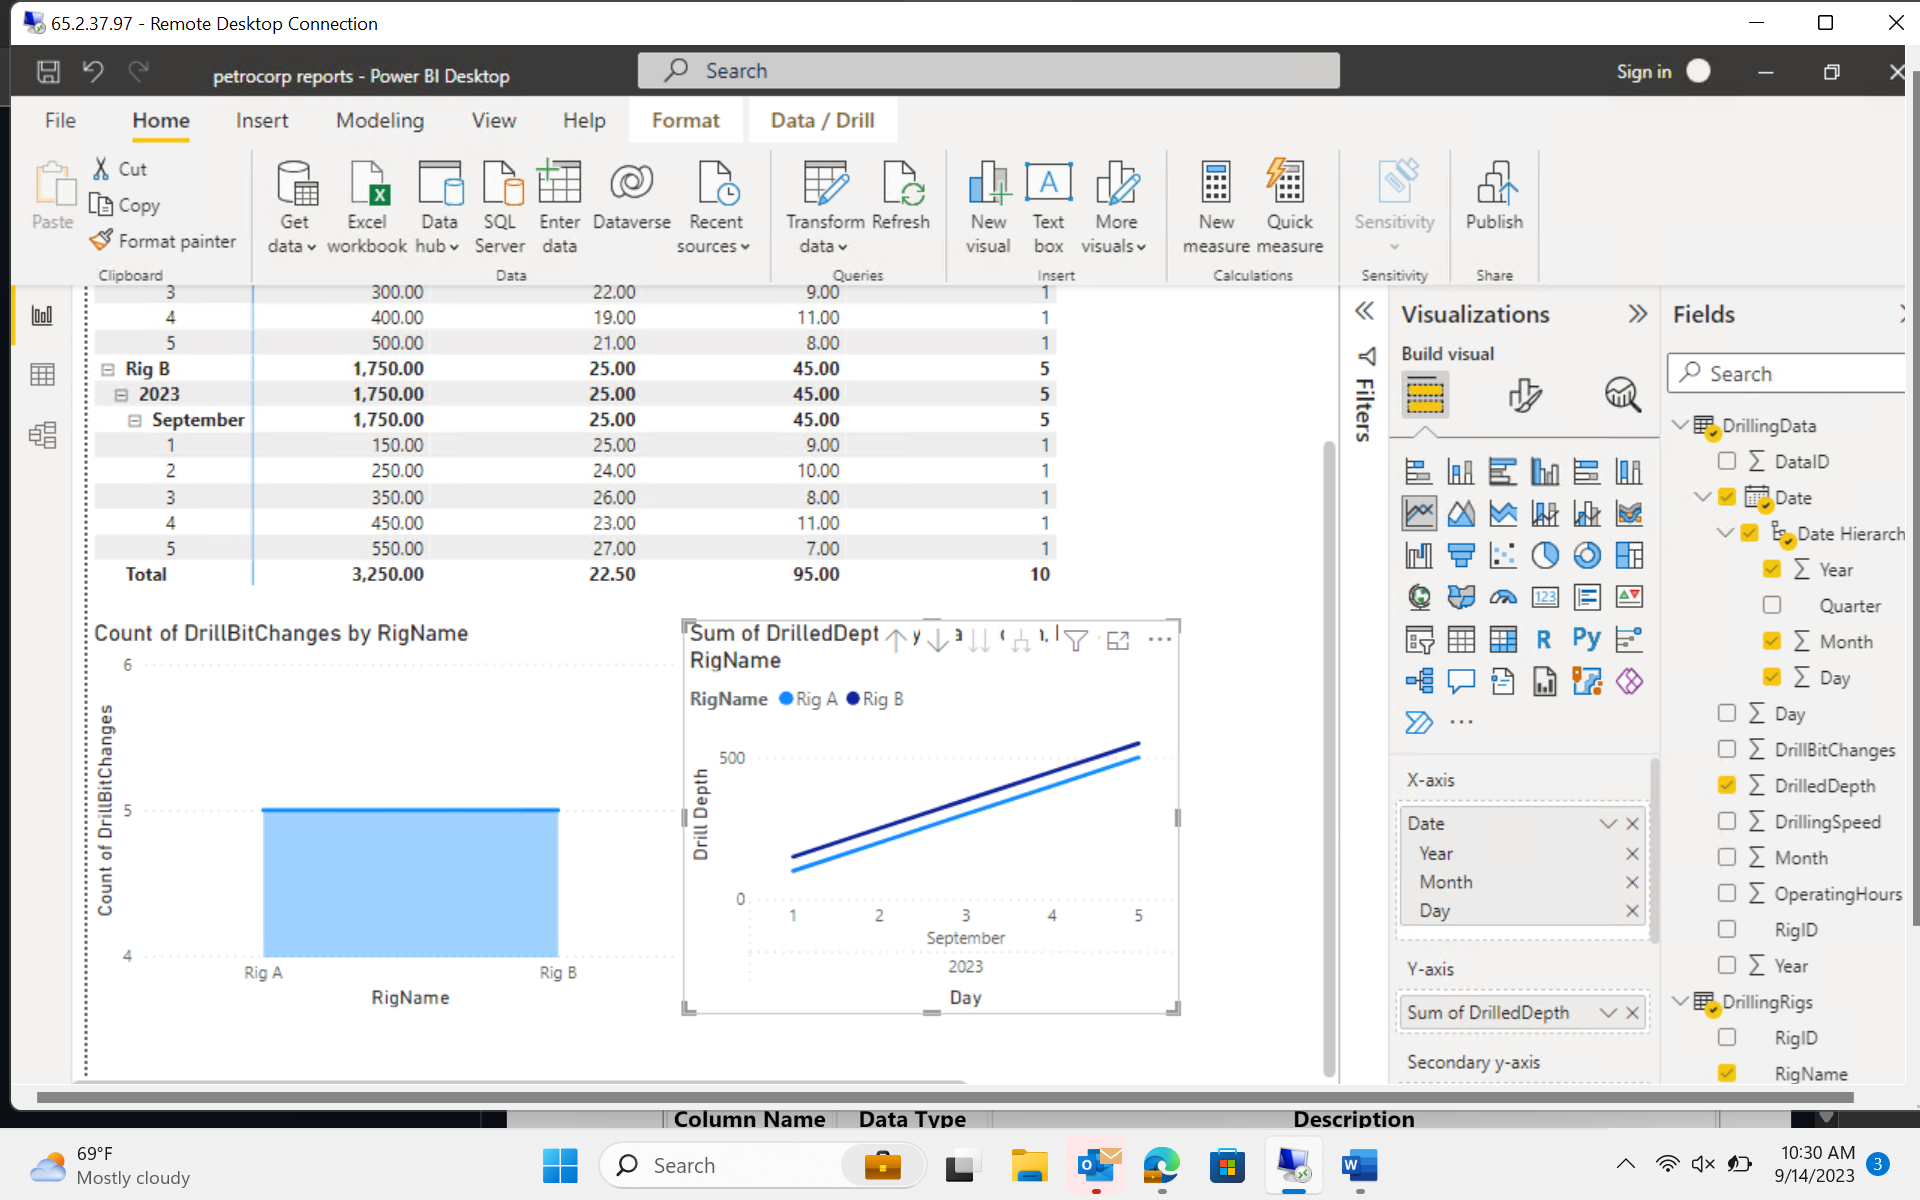 65.2.37.97 - Remote Desktop Connection
petrocorp reports - Power BI Desktop
Search
Sign in
File Home Insert Modeling View Help Format Data / Drill
Paste
Cut
Copy
Format painter
Clipboard
Get data
Excel workbook
Data hub
SQL Server
Enter data
Dataverse
Recent sources
Data
Transform data
Refresh
Queries
New visual
Text box
More visuals
Insert
New measure
Quick measure
Calculations
Sensitivity
Sensitivity
Publish
Share
3 300.00 22.00 9.00 1
4 400.00 19.00 11.00 1
5 500.00 21.00 8.00 1
Rig B 1,750.00 25.00 45.00 5
2023 1,750.00 25.00 45.00 5
September 1,750.00 25.00 45.00 5
1 150.00 25.00 9.00 1
2 250.00 24.00 10.00 1
3 350.00 26.00 8.00 1
4 450.00 23.00 11.00 1
5 550.00 27.00 7.00 1
Total 3,250.00 22.50 95.00 10
Count of DrillBitChanges by RigName
6
5
4
Count of DrillBitChanges
Rig A Rig B
RigName
Sum of DrilledDept
RigName
RigName Rig A Rig B
500
0
Drill Depth
1 2 3 4 5
September
2023
Day
Filters
Visualizations
Build visual
R
Py
123
X-axis
Date
Year
Month
Day
Y-axis
Sum of DrilledDepth
Secondary y-axis
Fields
Search
DrillingData
DataID
Date
Date Hierarch
Year
Quarter
Month
Day
Day
DrillBitChanges
DrilledDepth
DrillingSpeed
Month
OperatingHours
RigID
Year
DrillingRigs
RigID
RigName
Column Name Data Type Description
69°F
Mostly cloudy
Search
10:30 AM
9/14/2023
3